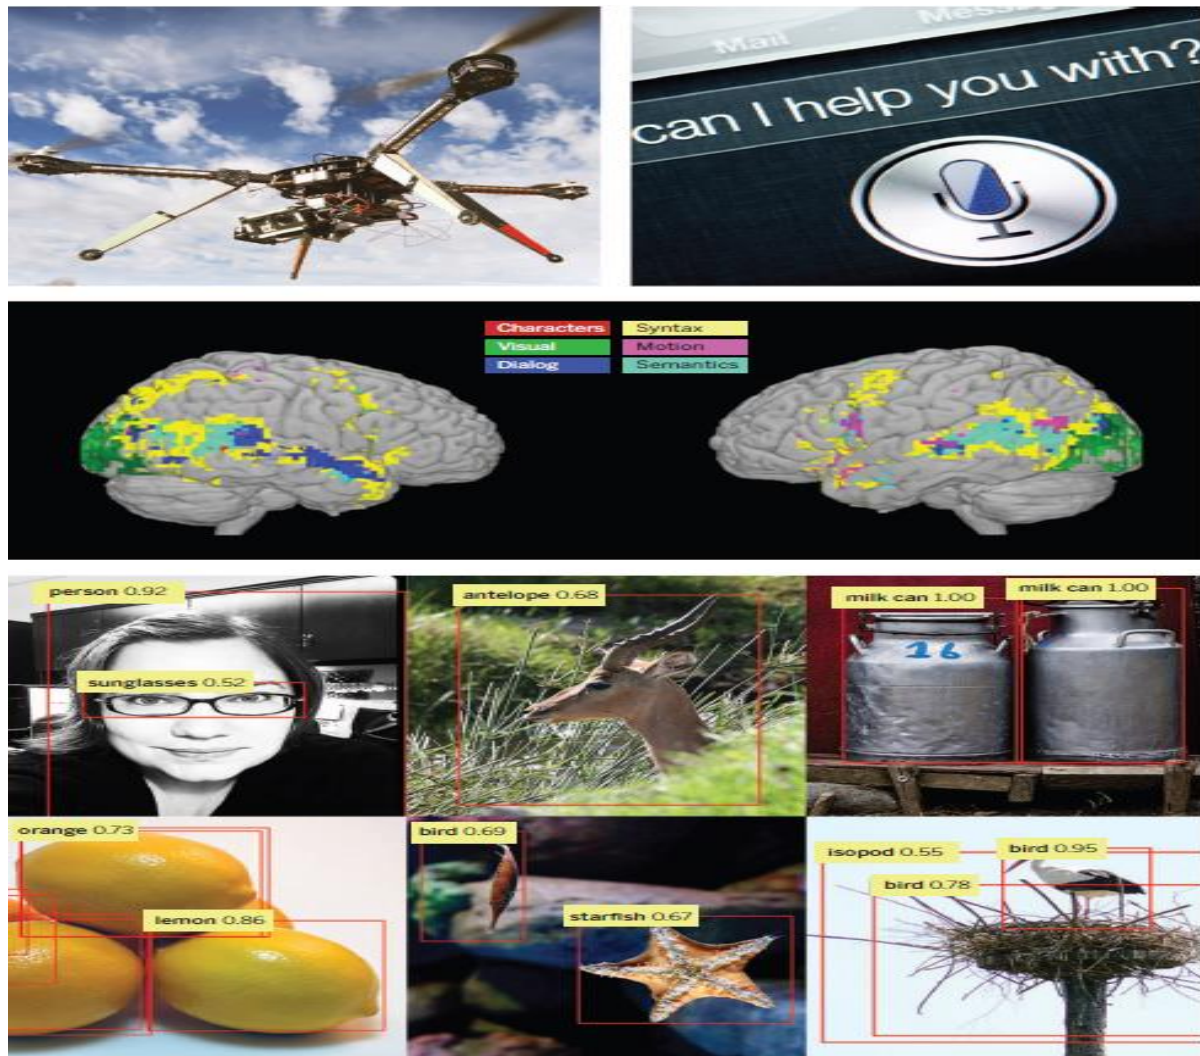 Mail
Message
can I help you with?
Characters
Syntax
Visual
Motion
Dialog
Semantics
person 0.92
sunglasses 0.52
antelope 0.68
milk can 1.00
milk can 1.00
16
orange 0.73
lemon 0.86
bird 0.69
starfish 0.67
isopod 0.55
bird 0.95
bird 0.78